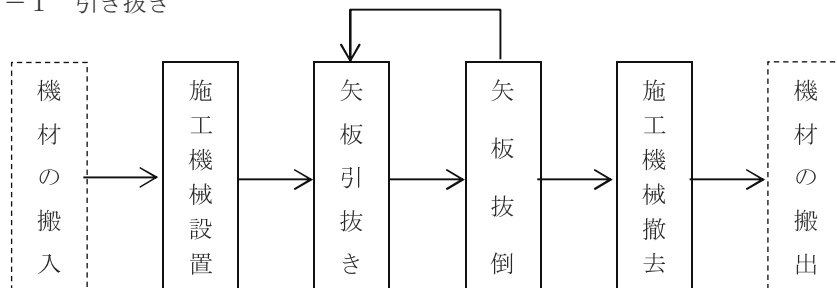 －１ 引き抜き
機材の搬入
施工機械設置
矢板引抜き
矢板抜倒
施工機械撤去
機材の搬出